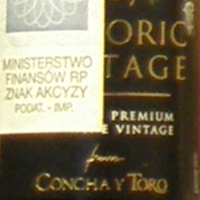 ORIC
MINISTERSTWO
FINANSÓW RP
ZNAK AKCYZY
PODAT. - IMP.
TAGE
PREMIUM
E VINTAGE
CONCHA Y TORO